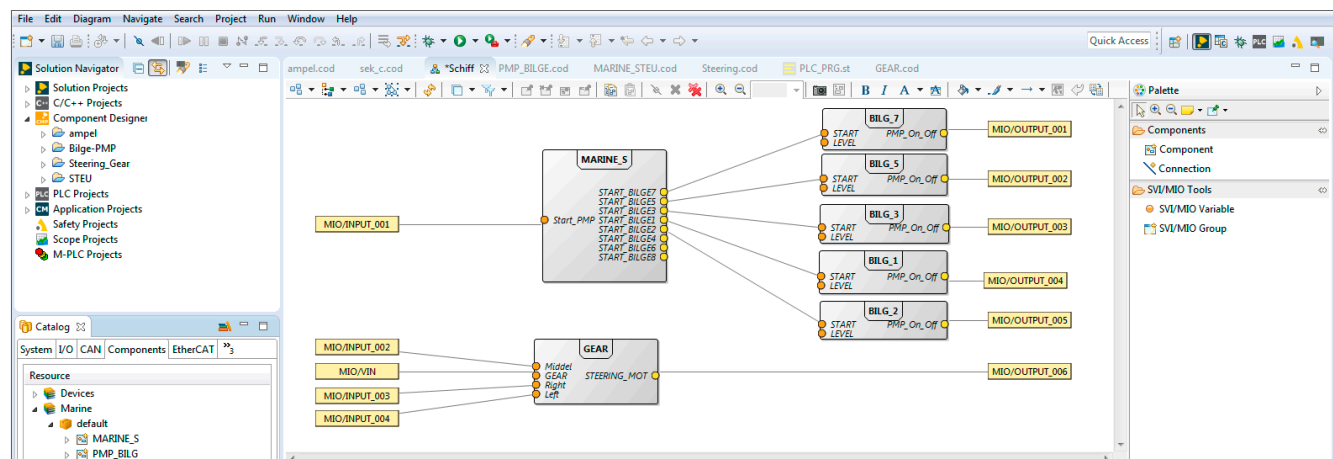 File Edit Diagram Navigate Search Project Run Window Help
Quick Access
PLC
Solution Navigator
Solution Projects
C/C++ Projects
Component Designer
ampel
Bilge-PMP
Steering_Gear
STEU
PLC Projects
Application Projects
Safety Projects
Scope Projects
M-PLC Projects
Catalog
System I/O CAN Components EtherCAT »3
Resource
Devices
Marine
default
MARINE_S
PMP_BILG
ampel.cod sek_c.cod *Schiff PMP_BILGE.cod MARINE_STEU.cod Steering.cod PLC_PRG.st GEAR.cod
B I A
MIO/INPUT_001
MARINE_S
Start_PMP
START_BILGE7
START_BILGE5
START_BILGE3
START_BILGE1
START_BILGE2
START_BILGE4
START_BILGE6
START_BILGE8
BILG_7
START PMP_On_Off
LEVEL
MIO/OUTPUT_001
BILG_5
START PMP_On_Off
LEVEL
MIO/OUTPUT_002
BILG_3
START PMP_On_Off
LEVEL
MIO/OUTPUT_003
BILG_1
START PMP_On_Off
LEVEL
MIO/OUTPUT_004
BILG_2
START PMP_On_Off
LEVEL
MIO/OUTPUT_005
MIO/INPUT_002
MIO/VIN
MIO/INPUT_003
MIO/INPUT_004
GEAR
Middel
GEAR STEERING_MOT
Right
Left
MIO/OUTPUT_006
Palette
Components
Component
Connection
SVI/MIO Tools
SVI/MIO Variable
SVI/MIO Group